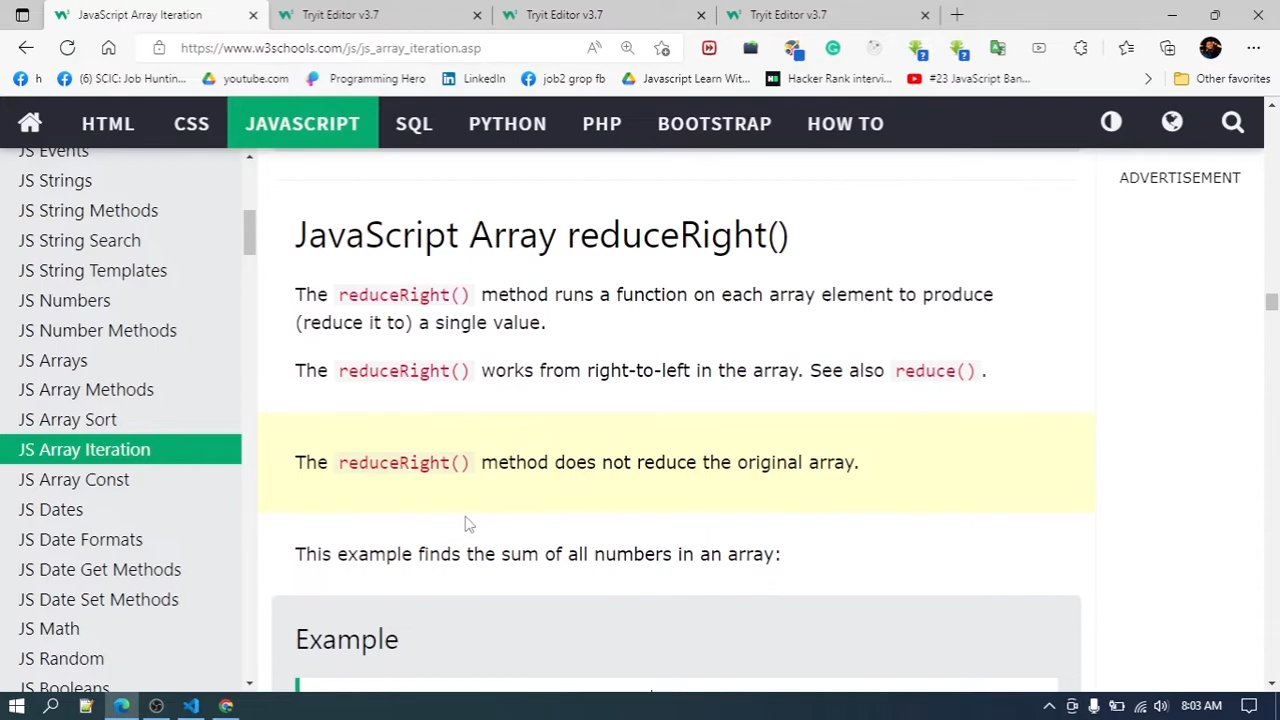 JavaScript Array Iteration
Tryit Editor v3.7
Tryit Editor v3.7
Tryit Editor v3.7
https://www.w3schools.com/js/js_array_iteration.asp
h
(6) SCIC: Job Huntin...
youtube.com
Programming Hero
LinkedIn
job2 grop fb
Javascript Learn Wit...
Hacker Rank intervi...
#23 JavaScript Ban...
Other favorites
HTML
CSS
JAVASCRIPT
SQL
PYTHON
PHP
BOOTSTRAP
HOW TO
JS Events
JS Strings
JS String Methods
JS String Search
JS String Templates
JS Numbers
JS Number Methods
JS Arrays
JS Array Methods
JS Array Sort
JS Array Iteration
JS Array Const
JS Dates
JS Date Formats
JS Date Get Methods
JS Date Set Methods
JS Math
JS Random
JS Booleans
JavaScript Array reduceRight()
The reduceRight() method runs a function on each array element to produce
(reduce it to) a single value.
The reduceRight() works from right-to-left in the array. See also reduce() .
The reduceRight() method does not reduce the original array.
This example finds the sum of all numbers in an array:
Example
ADVERTISEMENT
8:03 AM